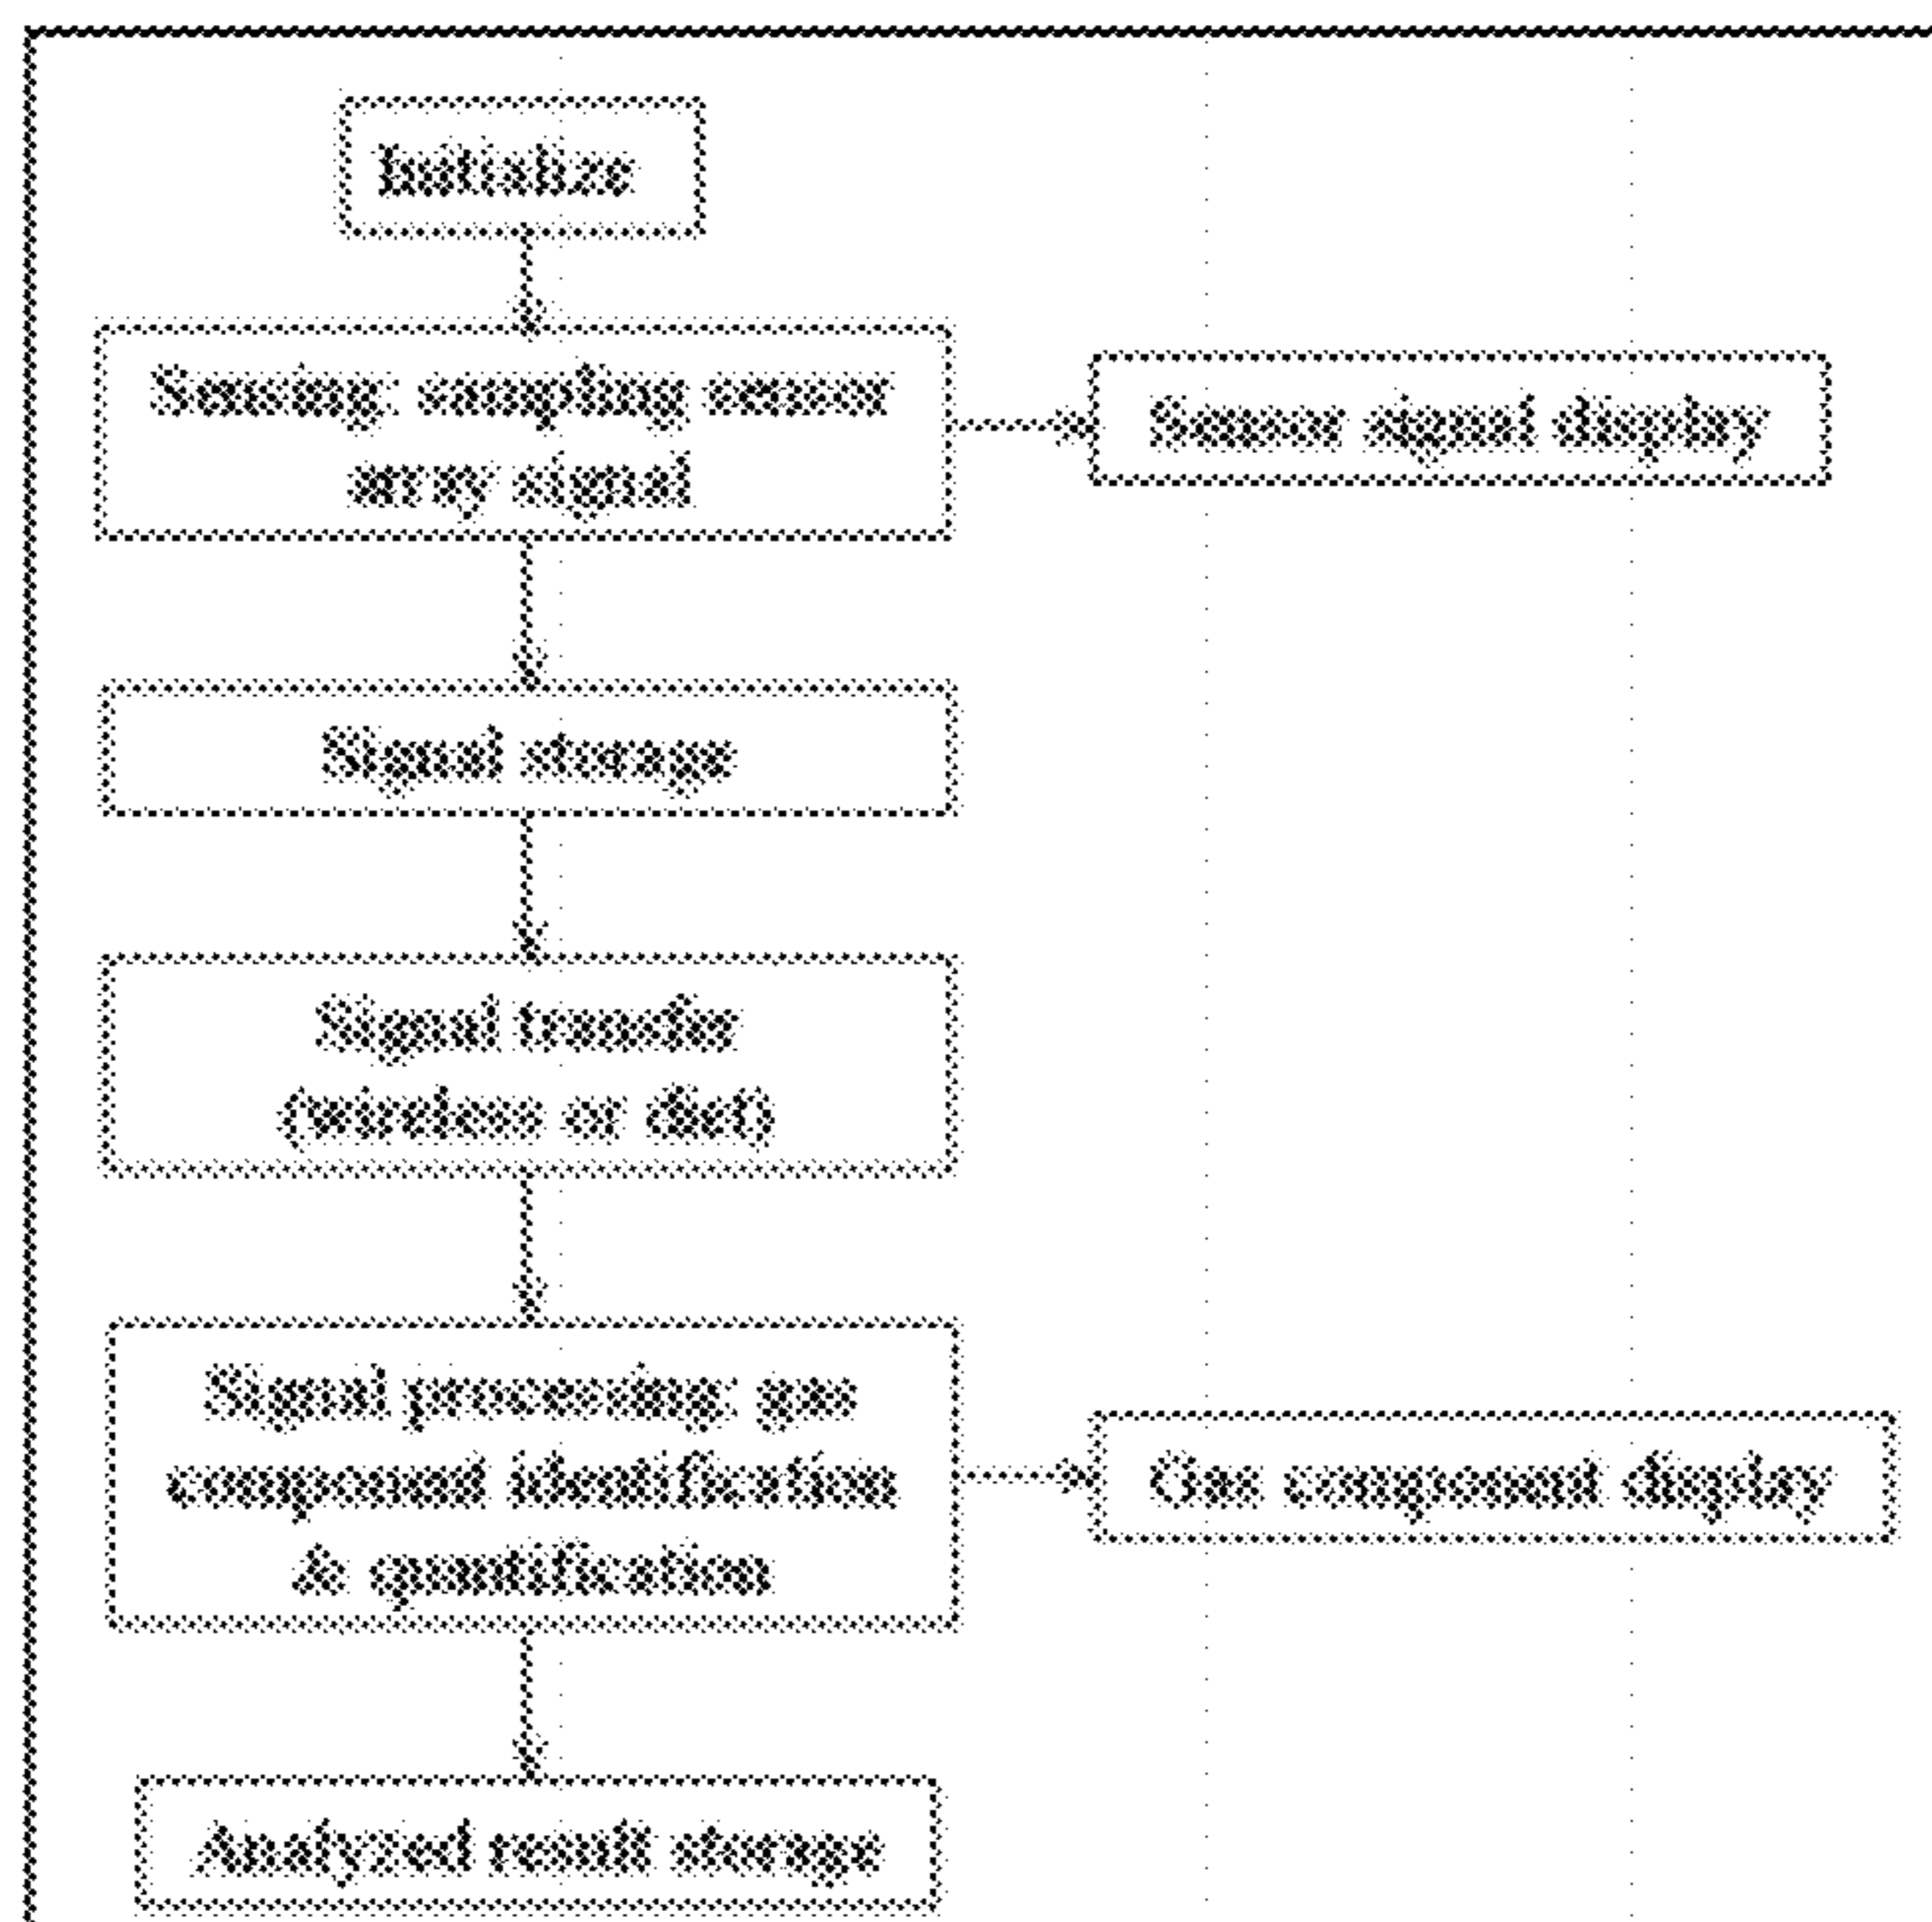 Initialize
Sensing, sampling sensor
array signal
Sensor signal display
Signal storage
Signal transfer
(wireless or flier!)
Signal processing, gas
compound identification
& quantification
Gas compound display
Analyzed result storage